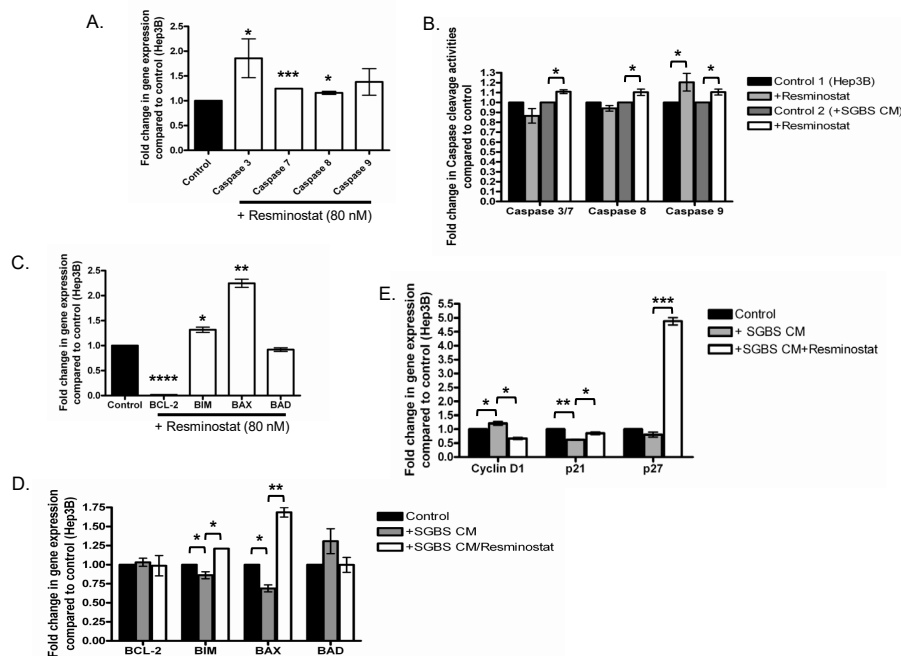 A.
Fold change in gene expression
compared to control (Hep3B)
2.5
2.0
1.5
1.0
0.5
0.0
*
***
*
Control
Caspase 3
Caspase 7
Caspase 8
Caspase 9
+ Resminostat (80 nM)
B.
Fold change in Caspase cleavage activities
compared to control
1.3
1.2
1.1
1.0
0.9
0.8
0.7
0.6
0.5
0.4
0.3
0.2
0.1
0.0
*
*
*
*
Caspase 3/7
Caspase 8
Caspase 9
Control 1 (Hep3B)
+Resminostat
Control 2 (+SGBS CM)
+Resminostat
C.
Fold change in gene expression
compared to control (Hep3B)
2.5
2.0
1.5
1.0
0.5
0.0
****
*
**
Control
BCL-2
BIM
BAX
BAD
+ Resminostat (80 nM)
E.
Fold change in gene expression
compared to control (Hep3B)
5.5
5.0
4.5
4.0
3.5
3.0
2.5
2.0
1.5
1.0
0.5
0.0
*
*
**
*
***
Cyclin D1
p21
p27
Control
+ SGBS CM
+SGBS CM+Resminostat
D.
Fold change in gene expression
compared to control (Hep3B)
1.75
1.50
1.25
1.00
0.75
0.50
0.25
0.00
*
*
*
**
BCL-2
BIM
BAX
BAD
Control
+SGBS CM
+SGBS CM/Resminostat